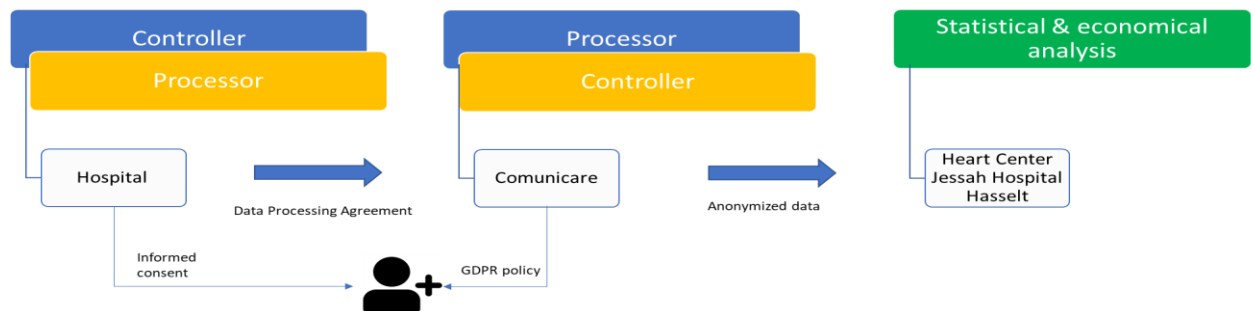 Controller
Processor
Processor
Controller
Statistical & economical
analysis
Hospital
Data Processing Agreement
Comunicare
Anonymized data
Heart Center
Jessah Hospital
Hasselt
Informed
consent
GDPR policy